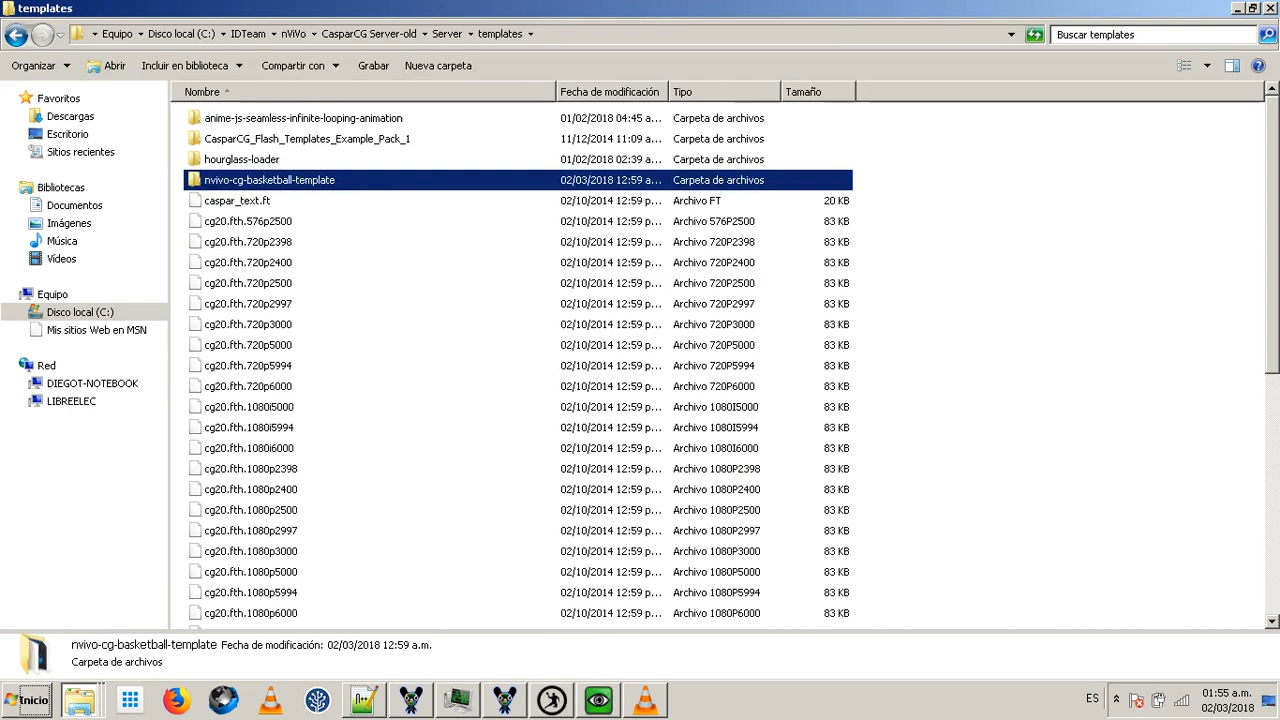 templates
Equipo Disco local (C:) IDTeam nVivo CasparCG Server-old Server templates
Buscar templates
Organizar Abrir Incluir en biblioteca Compartir con Grabar Nueva carpeta
Nombre Fecha de modificación Tipo Tamaño
Favoritos
Descargas
Escritorio
Sitios recientes
Bibliotecas
Documentos
Imágenes
Música
Vídeos
Equipo
Disco local (C:)
Mis sitios Web en MSN
Red
DIEGOT-NOTEBOOK
LIBREELEC
anime-js-seamless-infinite-looping-animation 01/02/2018 04:45 a... Carpeta de archivos
CasparCG_Flash_Templates_Example_Pack_1 11/12/2014 11:09 a... Carpeta de archivos
hourglass-loader 01/02/2018 02:39 a... Carpeta de archivos
nvivo-cg-basketball-template 02/03/2018 12:59 a... Carpeta de archivos
caspar_text.ft 02/10/2014 12:59 p... Archivo FT 20 KB
cg20.fth.576p2500 02/10/2014 12:59 p... Archivo 576P2500 83 KB
cg20.fth.720p2398 02/10/2014 12:59 p... Archivo 720P2398 83 KB
cg20.fth.720p2400 02/10/2014 12:59 p... Archivo 720P2400 83 KB
cg20.fth.720p2500 02/10/2014 12:59 p... Archivo 720P2500 83 KB
cg20.fth.720p2997 02/10/2014 12:59 p... Archivo 720P2997 83 KB
cg20.fth.720p3000 02/10/2014 12:59 p... Archivo 720P3000 83 KB
cg20.fth.720p5000 02/10/2014 12:59 p... Archivo 720P5000 83 KB
cg20.fth.720p5994 02/10/2014 12:59 p... Archivo 720P5994 83 KB
cg20.fth.720p6000 02/10/2014 12:59 p... Archivo 720P6000 83 KB
cg20.fth.1080i5000 02/10/2014 12:59 p... Archivo 1080I5000 83 KB
cg20.fth.1080i5994 02/10/2014 12:59 p... Archivo 1080I5994 83 KB
cg20.fth.1080i6000 02/10/2014 12:59 p... Archivo 1080I6000 83 KB
cg20.fth.1080p2398 02/10/2014 12:59 p... Archivo 1080P2398 83 KB
cg20.fth.1080p2400 02/10/2014 12:59 p... Archivo 1080P2400 83 KB
cg20.fth.1080p2500 02/10/2014 12:59 p... Archivo 1080P2500 83 KB
cg20.fth.1080p2997 02/10/2014 12:59 p... Archivo 1080P2997 83 KB
cg20.fth.1080p3000 02/10/2014 12:59 p... Archivo 1080P3000 83 KB
cg20.fth.1080p5000 02/10/2014 12:59 p... Archivo 1080P5000 83 KB
cg20.fth.1080p5994 02/10/2014 12:59 p... Archivo 1080P5994 83 KB
cg20.fth.1080p6000 02/10/2014 12:59 p... Archivo 1080P6000 83 KB
nvivo-cg-basketball-template Fecha de modificación: 02/03/2018 12:59 a.m.
Carpeta de archivos
Inicio
ES
01:55 a.m.
02/03/2018